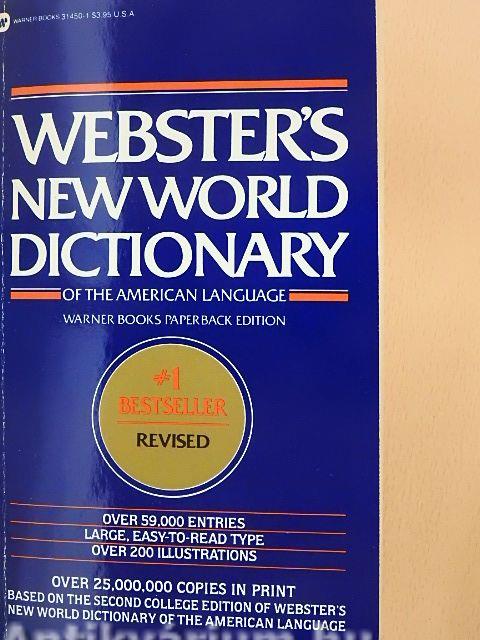 WARNER BOOKS 31450-1 $3.95 U.S.A
WEBSTER'S
NEW WORLD
DICTIONARY
OF THE AMERICAN LANGUAGE
WARNER BOOKS PAPERBACK EDITION
#1
BESTSELLER
REVISED
OVER 59,000 ENTRIES
LARGE, EASY-TO-READ TYPE
OVER 200 ILLUSTRATIONS
OVER 25,000,000 COPIES IN PRINT
BASED ON THE SECOND COLLEGE EDITION OF WEBSTER'S
NEW WORLD DICTIONARY OF THE AMERICAN LANGUAGE